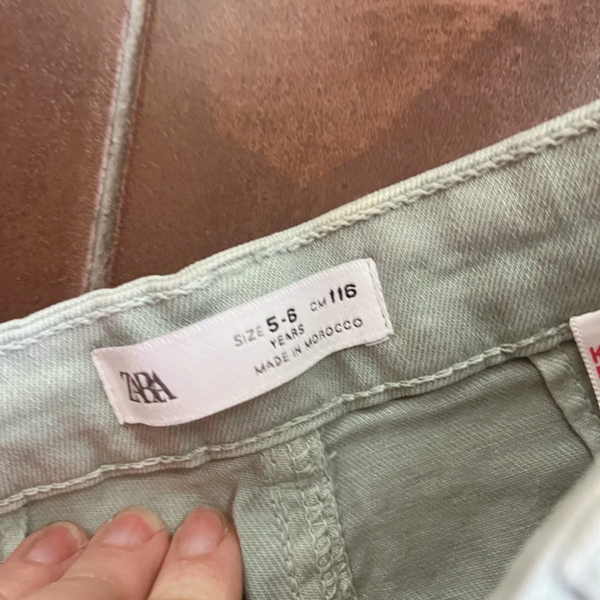 ZARA
SIZE 5-6 CM 116
YEARS
MADE IN MOROCCO
K